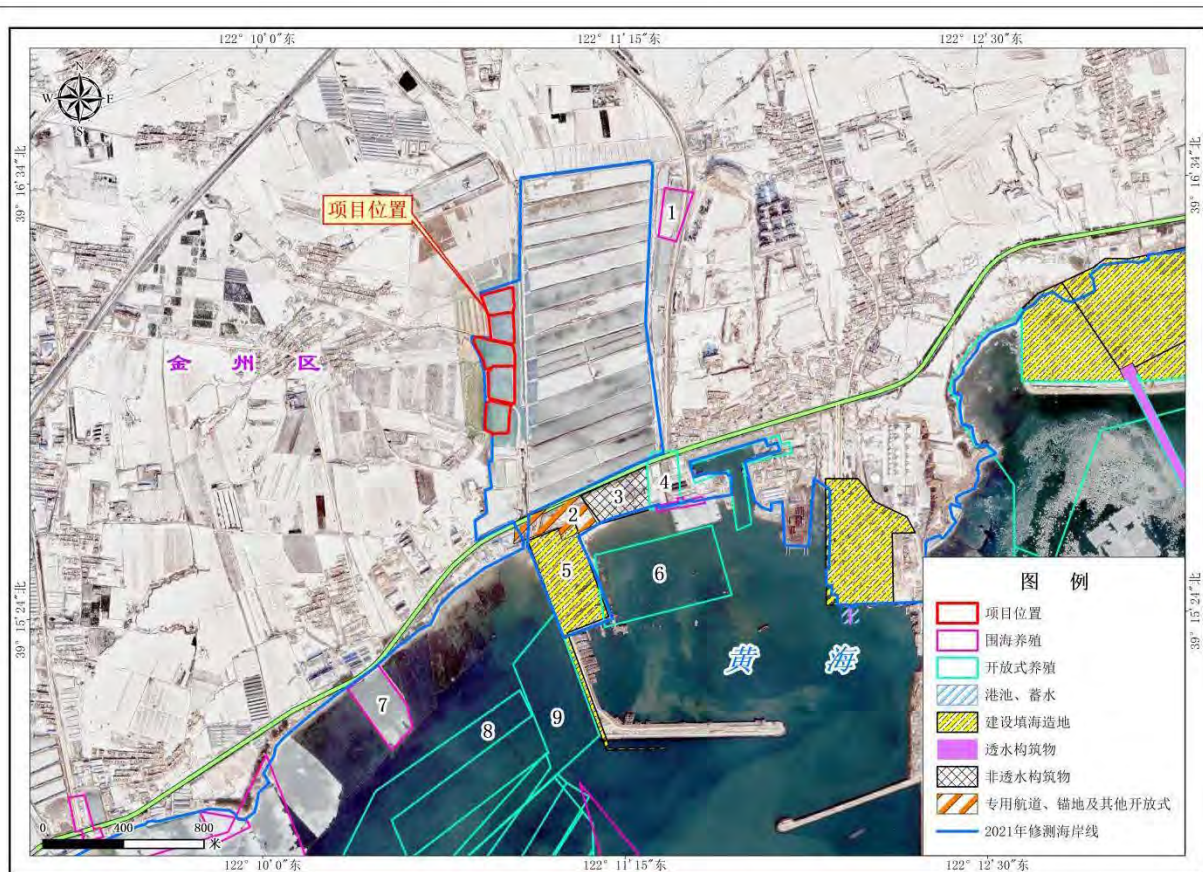 122° 10′0″东
122° 11′15″东
122° 12′30″东
N
W
E
S
39° 16′34″北
39° 6′34″北
项目位置
1
金 州 区
3
4
2
5
6
黄 海
7
8
9
39° 15′24″北
39° 15′24″北
图 例
项目位置
围海养殖
开放式养殖
港池、蓄水
建设填海造地
透水构筑物
非透水构筑物
专用航道、锚地及其他开放式
2021年修测海岸线
0 400 800
米
122° 10′0″东
122° 11′15″东
122° 12′30″东